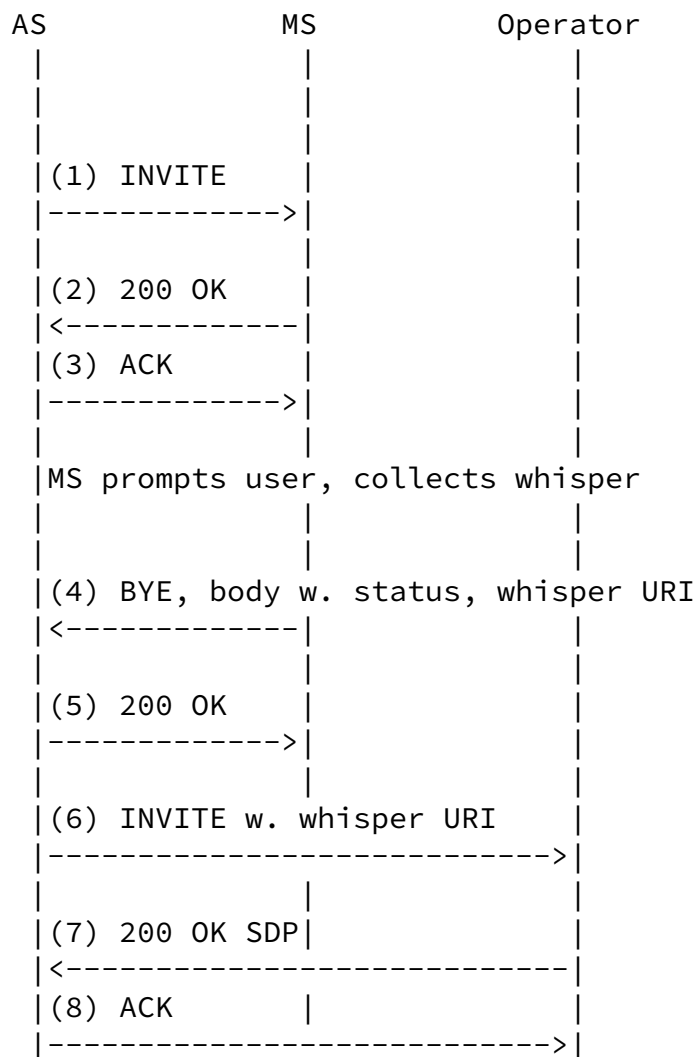 AS MS Operator
(1) INVITE
------------->
(2) 200 OK
<-------------
(3) ACK
------------->
MS prompts user, collects whisper
(4) BYE, body w. status, whisper URI
<-------------
(5) 200 OK
------------->
(6) INVITE w. whisper URI
---------------------------->
(7) 200 OK SDP
<----------------------------
(8) ACK
---------------------------->